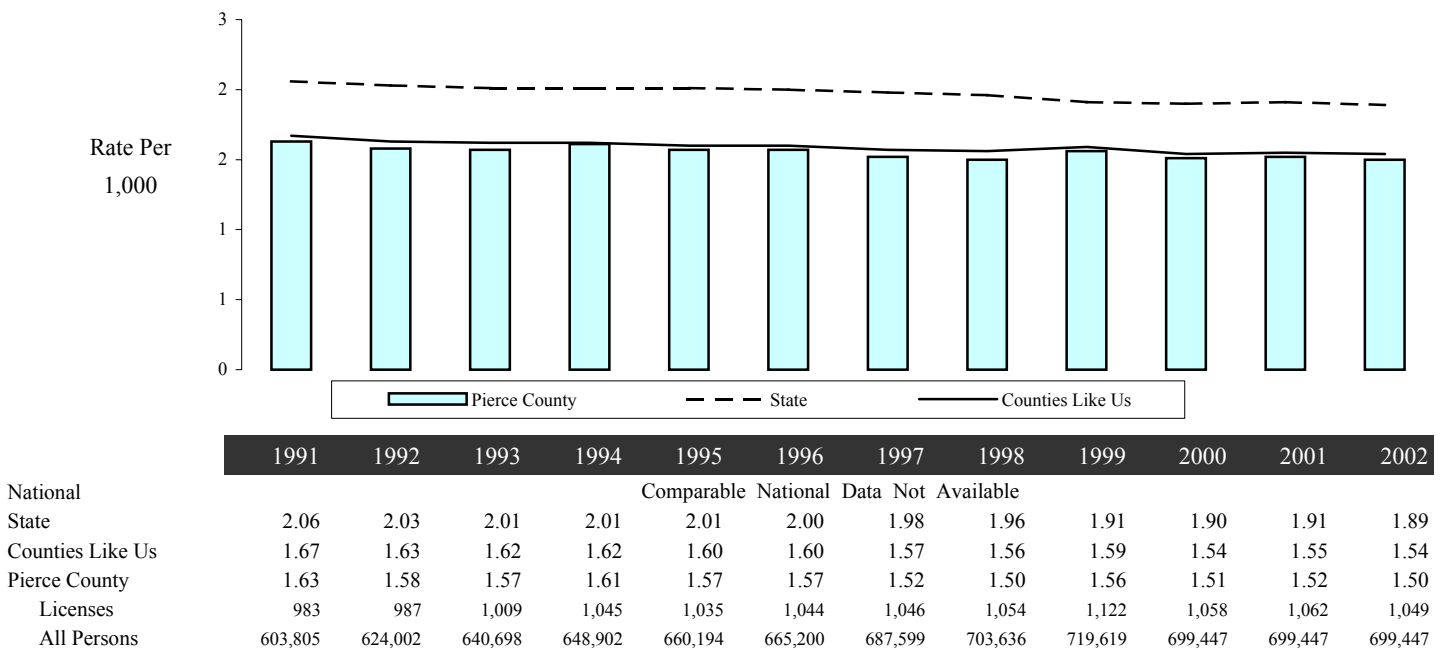 3
2
Rate Per
1,000
2
1
1
0
Pierce County State Counties Like Us
1991 1992 1993 1994 1995 1996 1997 1998 1999 2000 2001 2002
National Comparable National Data Not Available
State 2.06 2.03 2.01 2.01 2.01 2.00 1.98 1.96 1.91 1.90 1.91 1.89
Counties Like Us 1.67 1.63 1.62 1.62 1.60 1.60 1.57 1.56 1.59 1.54 1.55 1.54
Pierce County 1.63 1.58 1.57 1.61 1.57 1.57 1.52 1.50 1.56 1.51 1.52 1.50
Licenses 983 987 1,009 1,045 1,035 1,044 1,046 1,054 1,122 1,058 1,062 1,049
All Persons 603,805 624,002 640,698 648,902 660,194 665,200 687,599 703,636 719,619 699,447 699,447 699,447